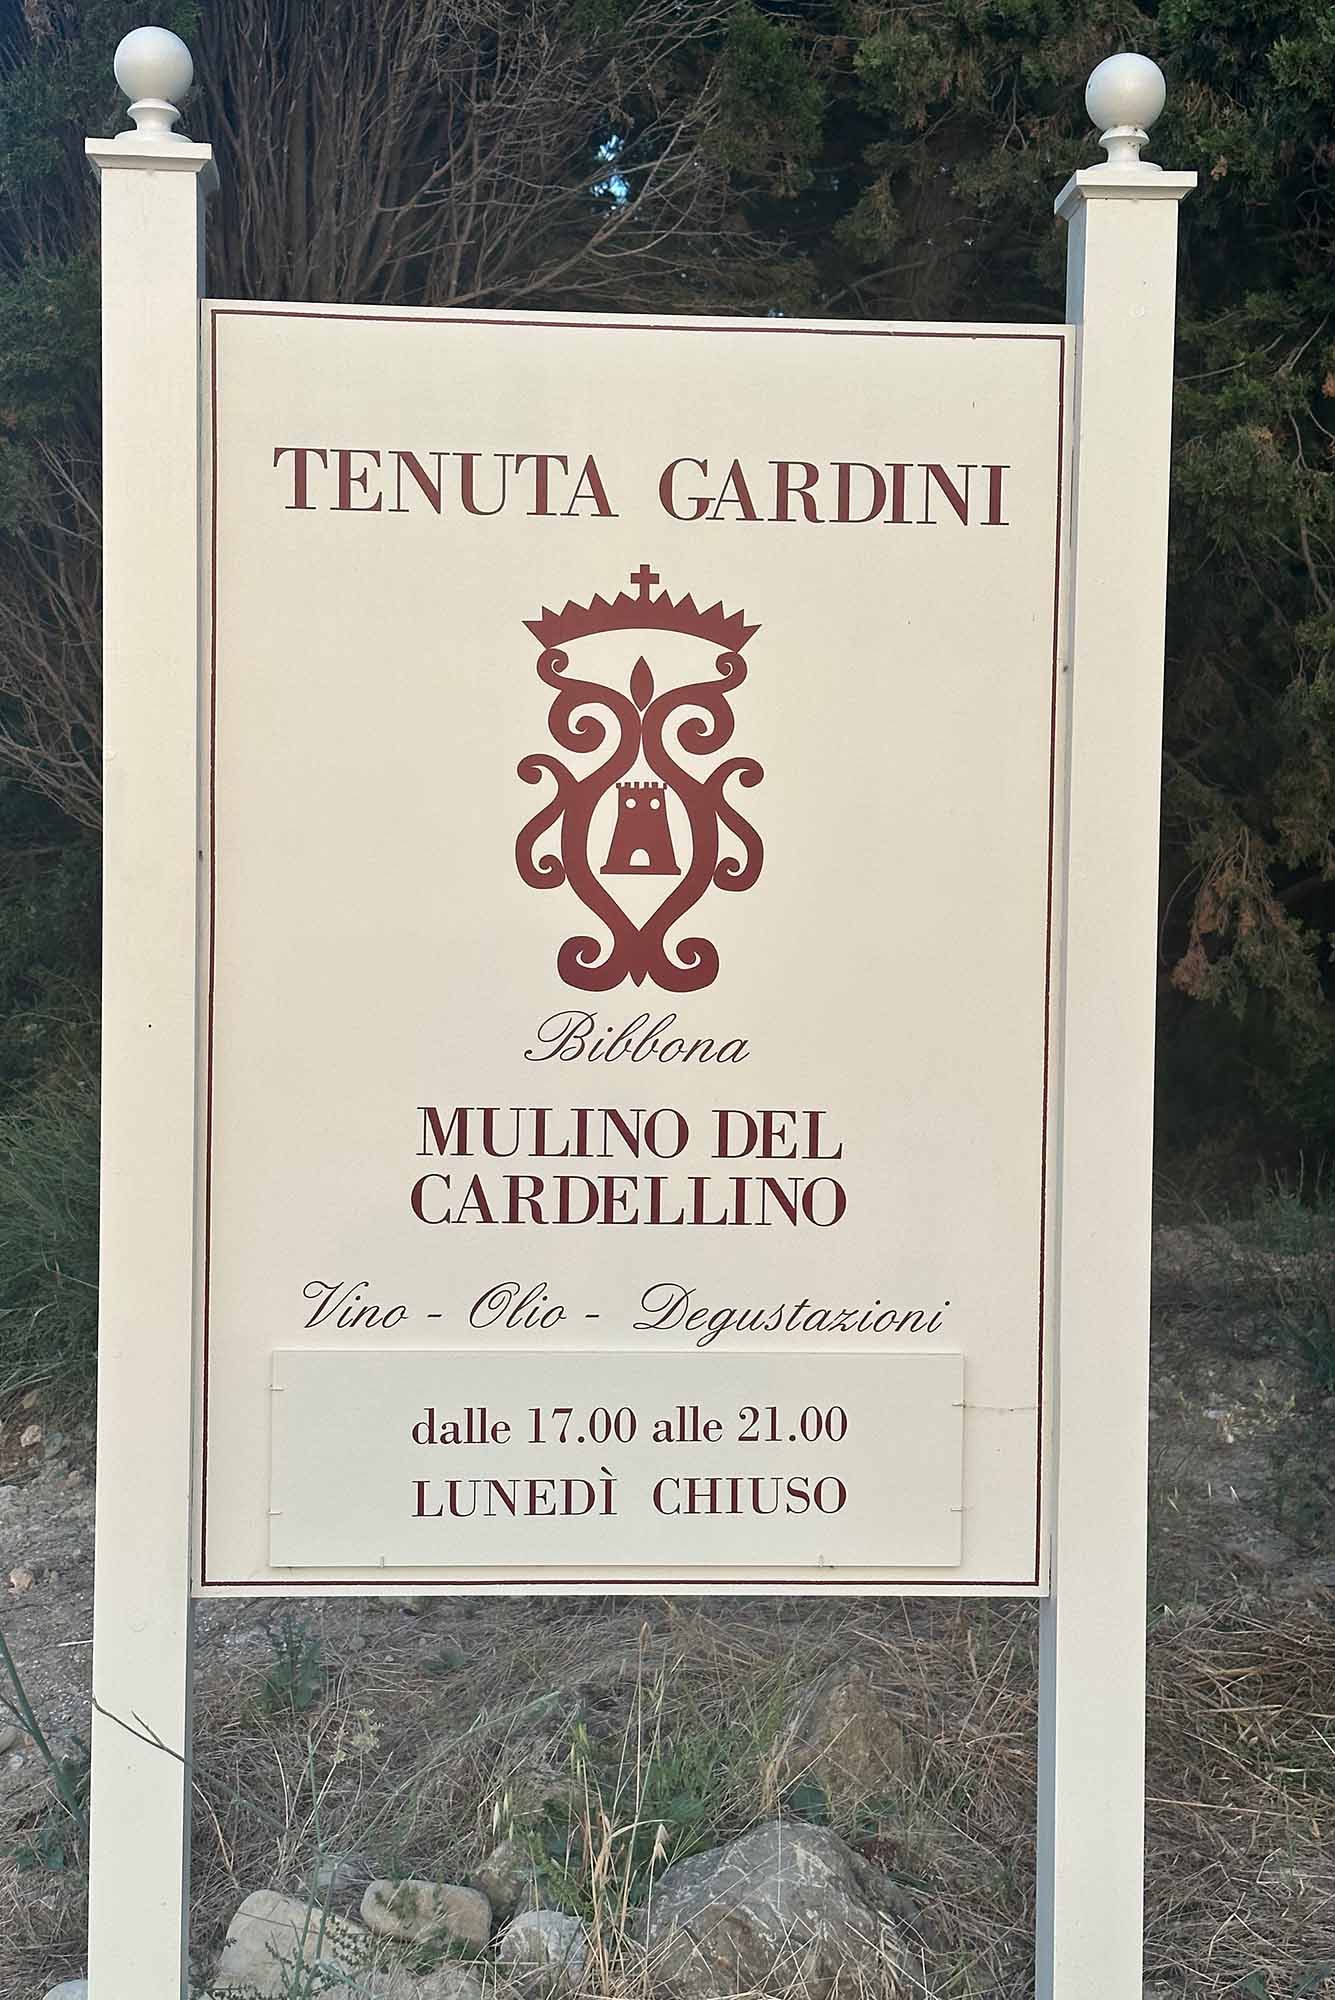 TENUTA GARDINI
Bibbona
MULINO DEL
CARDELLINO
Vino - Olio - Degustazioni
dalle 17.00 alle 21.00
LUNEDÌ CHIUSO